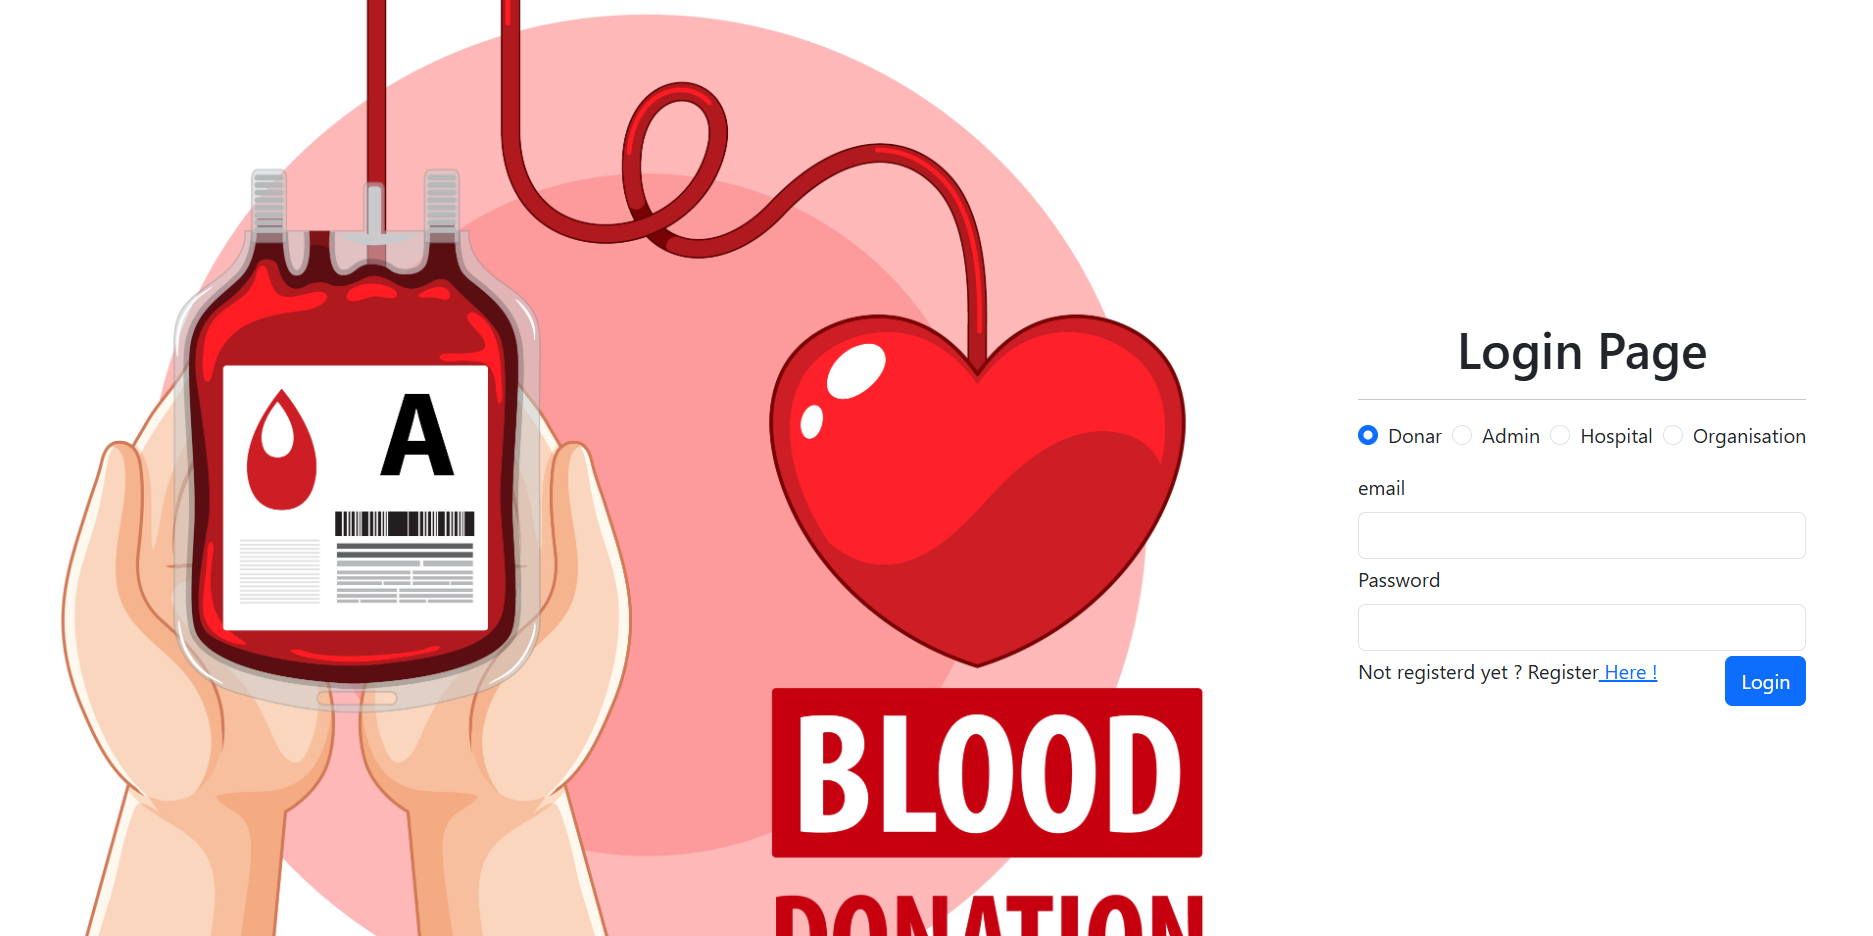 A
BLOOD
DONATION
Login Page
Donar Admin Hospital Organisation
email
Password
Not registerd yet ? Register Here !
Login